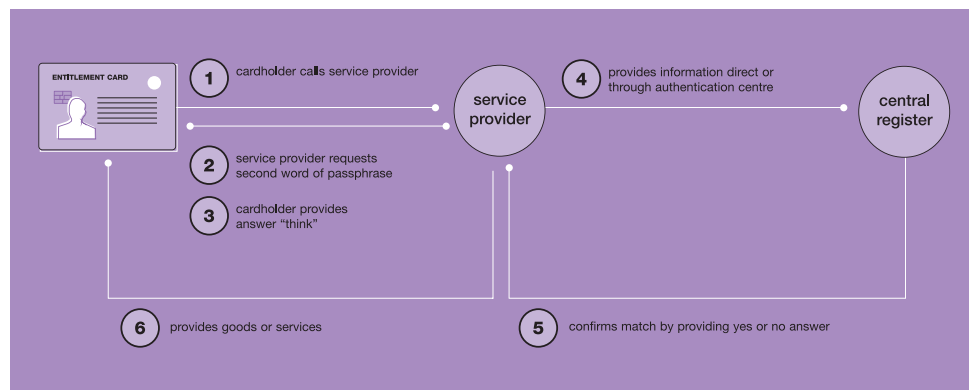 ENTITLEMENT CARD
1
cardholder calls service provider
2
service provider requests
second word of passphrase
3
cardholder provides
answer “think”
service
provider
4
provides information direct or
through authentication centre
central
register
5
confirms match by providing yes or no answer
6
provides goods or services